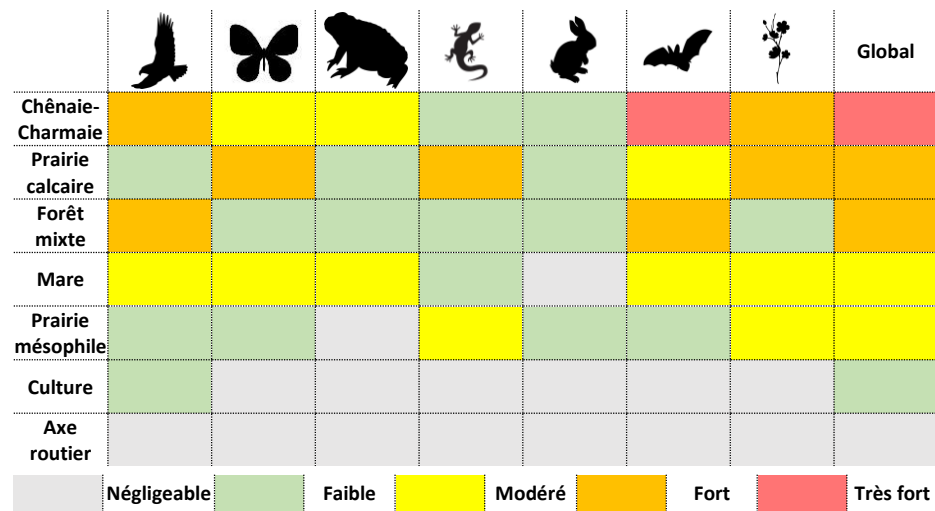 Global
Chênaie-
Charmaie
Prairie
calcaire
Forêt
mixte
Mare
Prairie
mésophile
Culture
Axe
routier
Négligeable Faible Modéré Fort Très fort